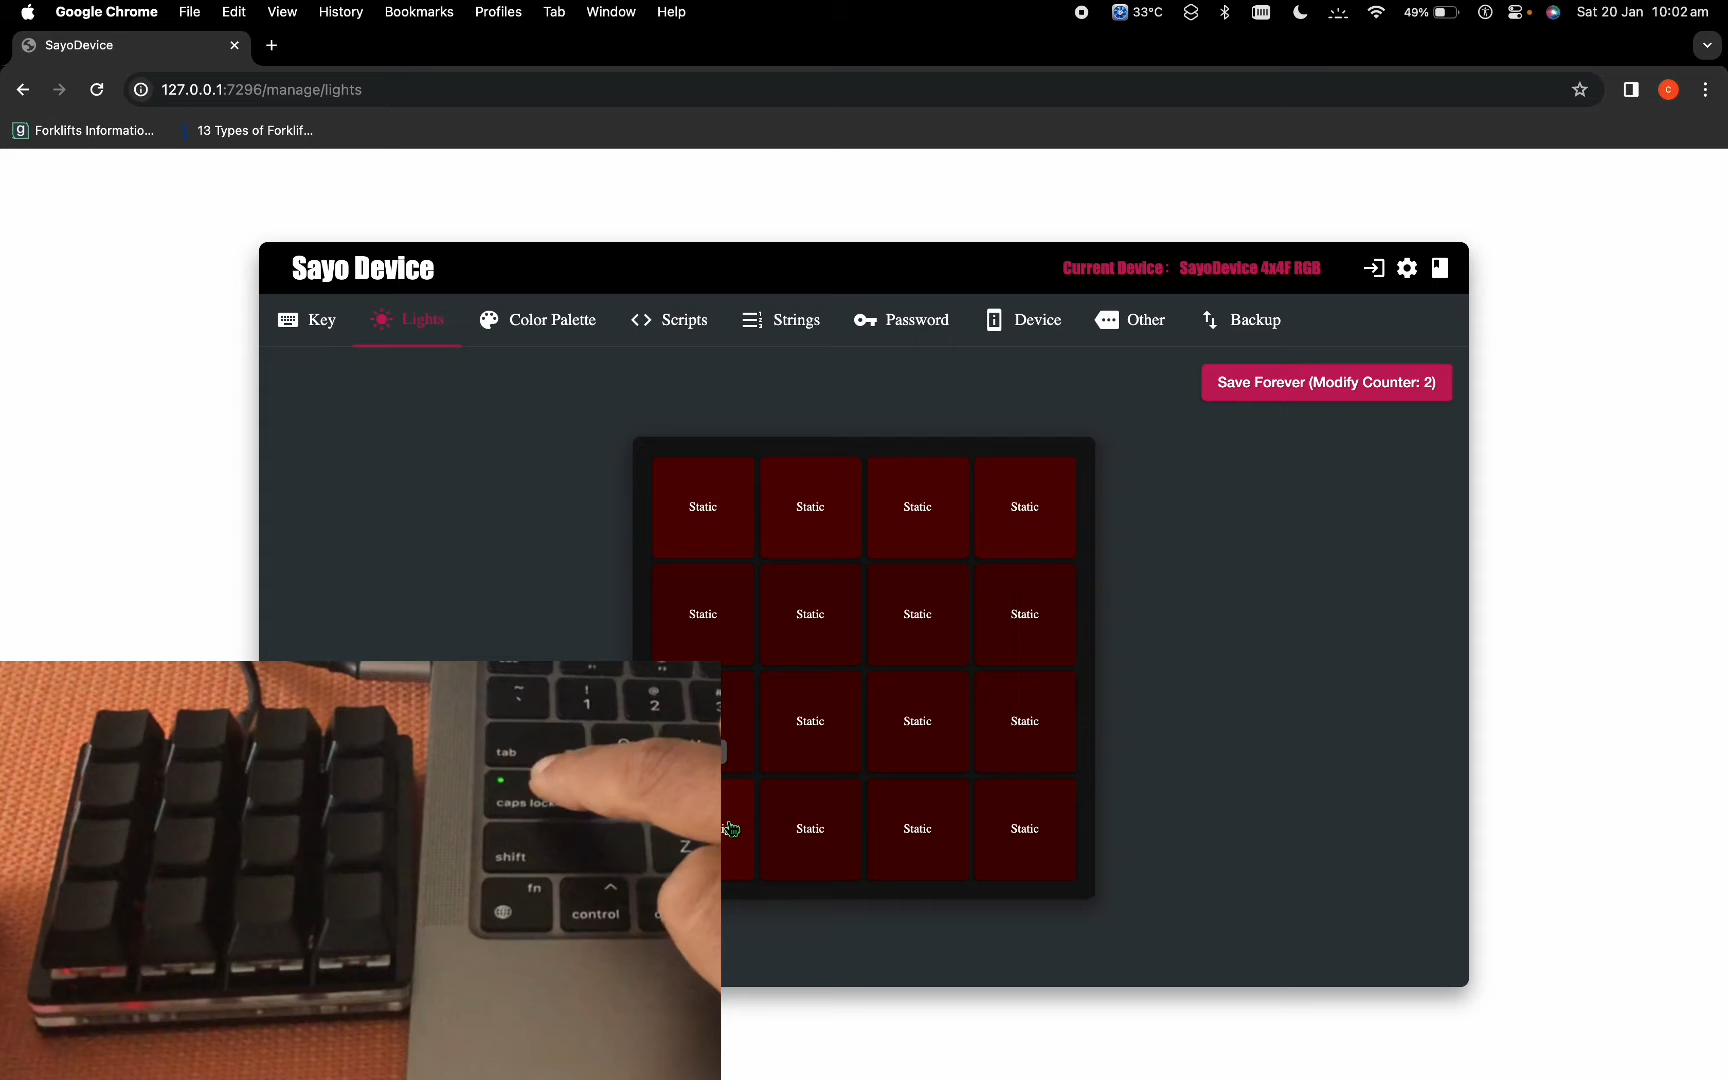 Google Chrome File Edit View History Bookmarks Profiles Tab Window Help 33°C 49% Sat 20 Jan 10:02 am
SayoDevice
127.0.0.1:7296/manage/lights C
g Forklifts Informatio... 13 Types of Forklif...
Sayo Device Current Device: SayoDevice 4x4F RGB
Key Lights Color Palette Scripts Strings Password Device Other Backup
Save Forever (Modify Counter: 2)
Static Static Static Static
Static Static Static Static
Static Static Static
Static Static Static
~ ! @
` 1 2
tab
caps lock
shift Z
fn
control